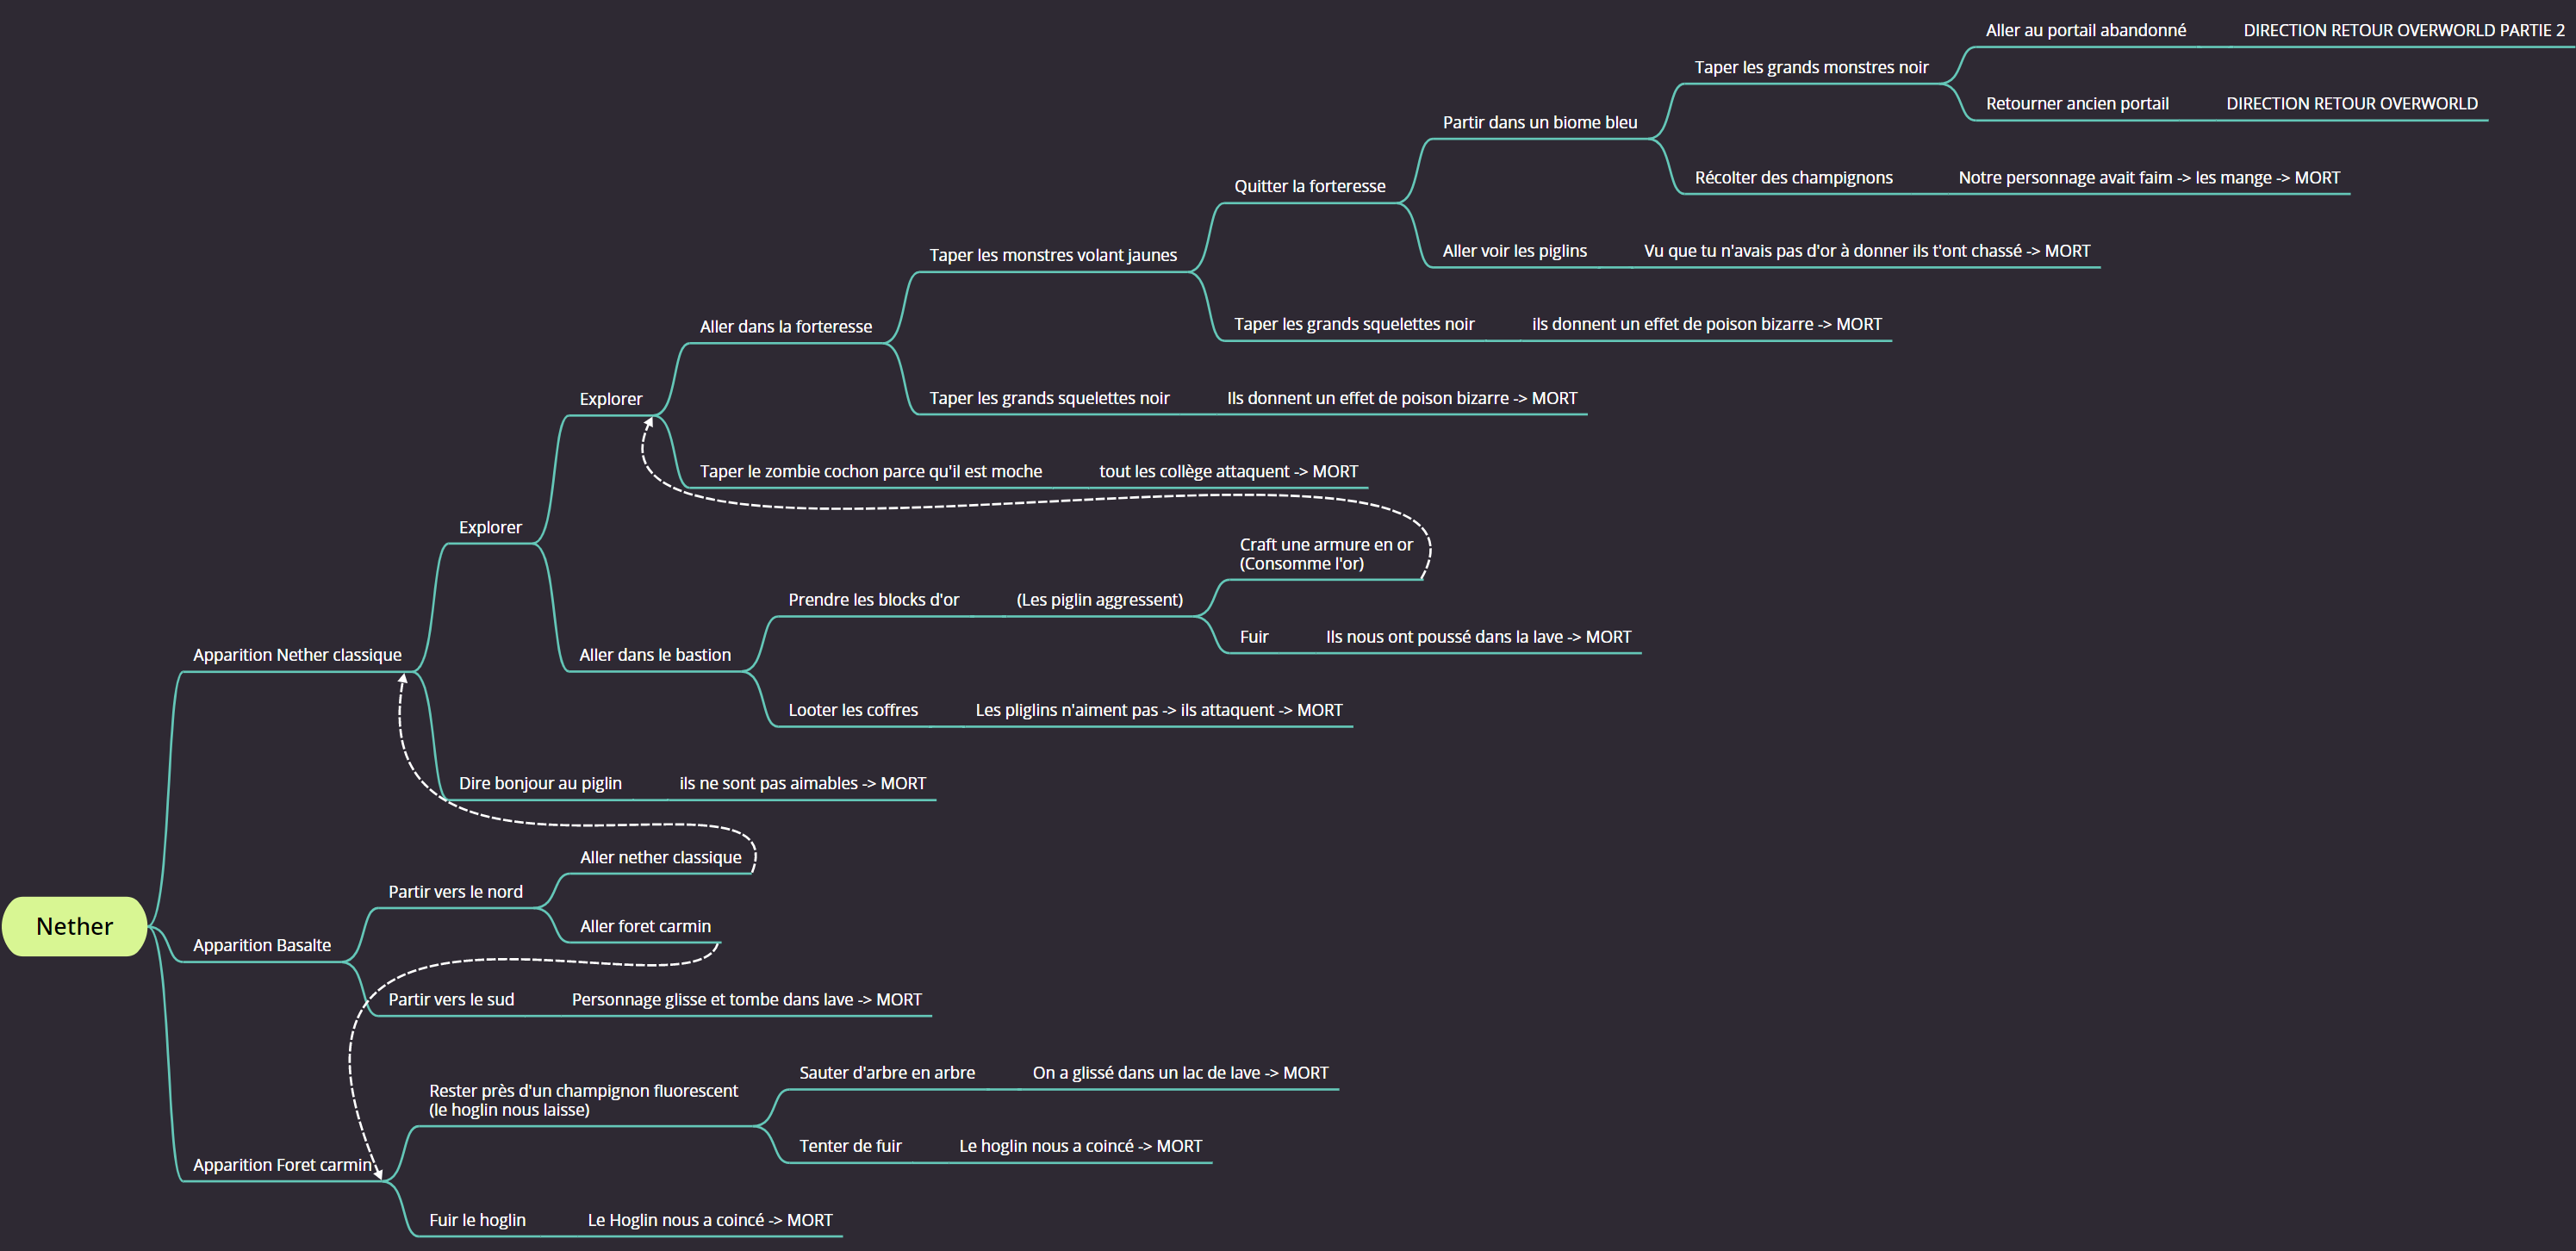 Aller au portail abandonné
DIRECTION RETOUR OVERWORLD PARTIE 2
Taper les grands monstres noir
Retourner ancien portail
DIRECTION RETOUR OVERWORLD
Partir dans un biome bleu
Récolter des champignons
Notre personnage avait faim -> les mange -> MORT
Quitter la forteresse
Aller voir les piglins
Vu que tu n'avais pas d'or à donner ils t'ont chassé -> MORT
Taper les monstres volant jaunes
Taper les grands squelettes noir
ils donnent un effet de poison bizarre -> MORT
Aller dans la forteresse
Taper les grands squelettes noir
Ils donnent un effet de poison bizarre -> MORT
Explorer
Taper le zombie cochon parce qu'il est moche
tout les collège attaquent -> MORT
Explorer
Craft une armure en or
(Consomme l'or)
Prendre les blocks d'or
(Les piglin aggressent)
Fuir
Ils nous ont poussé dans la lave -> MORT
Aller dans le bastion
Looter les coffres
Les pliglins n'aiment pas -> ils attaquent -> MORT
Apparition Nether classique
Dire bonjour au piglin
ils ne sont pas aimables -> MORT
Aller nether classique
Partir vers le nord
Aller foret carmin
Nether
Apparition Basalte
Partir vers le sud
Personnage glisse et tombe dans lave -> MORT
Sauter d'arbre en arbre
On a glissé dans un lac de lave -> MORT
Rester près d'un champignon fluorescent
(le hoglin nous laisse)
Tenter de fuir
Le hoglin nous a coincé -> MORT
Apparition Foret carmin
Fuir le hoglin
Le Hoglin nous a coincé -> MORT